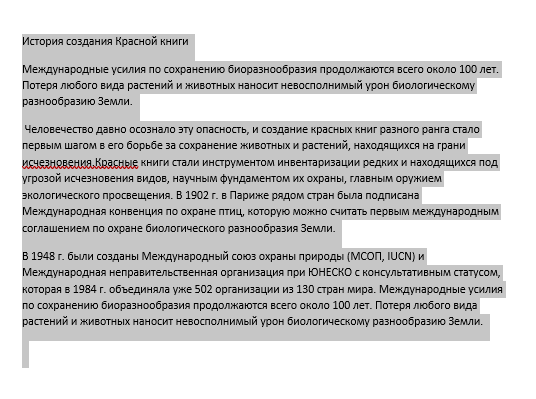 История создания Красной книги
Международные усилия по сохранению биоразнообразия продолжаются всего около 100 лет.
Потеря любого вида растений и животных наносит невосполнимый урон биологическому
разнообразию Земли.
Человечество давно осознало эту опасность, и создание красных книг разного ранга стало
первым шагом в его борьбе за сохранение животных и растений, находящихся на грани
исчезновения.Красные книги стали инструментом инвентаризации редких и находящихся под
угрозой исчезновения видов, научным фундаментом их охраны, главным оружием
экологического просвещения. В 1902 г. в Париже рядом стран была подписана
Международная конвенция по охране птиц, которую можно считать первым международным
соглашением по охране биологического разнообразия Земли.
В 1948 г. были созданы Международный союз охраны природы (МСОП, IUCN) и
Международная неправительственная организация при ЮНЕСКО с консультативным статусом,
которая в 1984 г. объединяла уже 502 организации из 130 стран мира. Международные усилия
по сохранению биоразнообразия продолжаются всего около 100 лет. Потеря любого вида
растений и животных наносит невосполнимый урон биологическому разнообразию Земли.